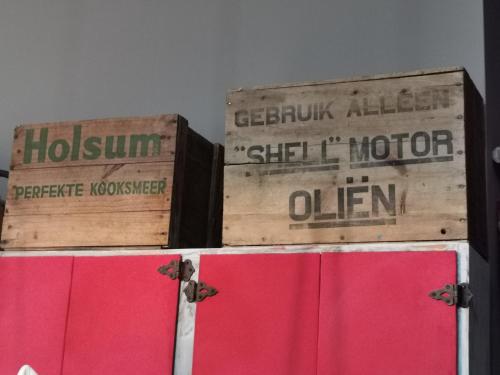 Holsum
"PERFEKTE KOOKSMEER"
GEBRUIK ALLEEN
"SHELL" MOTOR
OLIËN